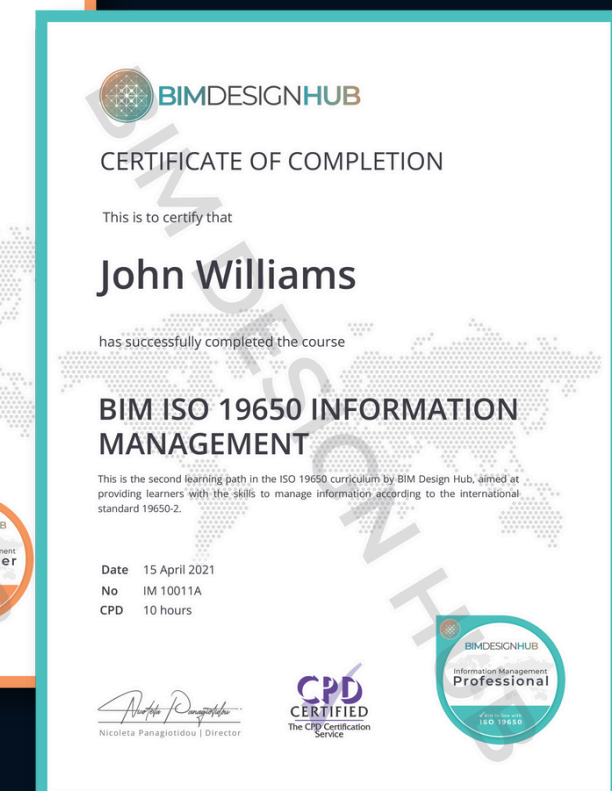 BIMDESIGNHUB
CERTIFICATE OF COMPLETION
This is to certify that
John Williams
has successfully completed the course
BIM ISO 19650 INFORMATION
MANAGEMENT
This is the second learning path in the ISO 19650 curriculum by BIM Design Hub, aimed at
providing learners with the skills to manage information according to the international
standard 19650-2.
Date 15 April 2021
No IM 10011A
CPD 10 hours
Nicoleta Panagiotidou
Nicoleta Panagiotidou | Director
CPD
CERTIFIED
The CPD Certification
Service
BIMDESIGNHUB
Information Management
Professional
ISO 19650
BIM DESIGN HUB
B
ment
er